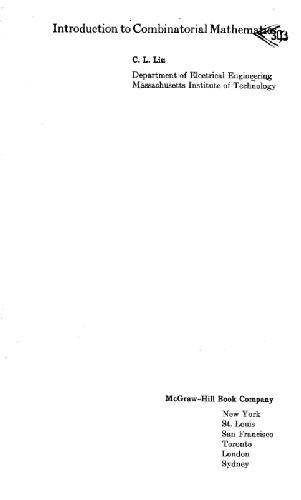 Introduction to Combinatorial Mathematics
C. L. Liu
Department of Electrical Engineering
Massachusetts Institute of Technology
McGraw-Hill Book Company
New York
St. Louis
San Francisco
Toronto
London
Sydney